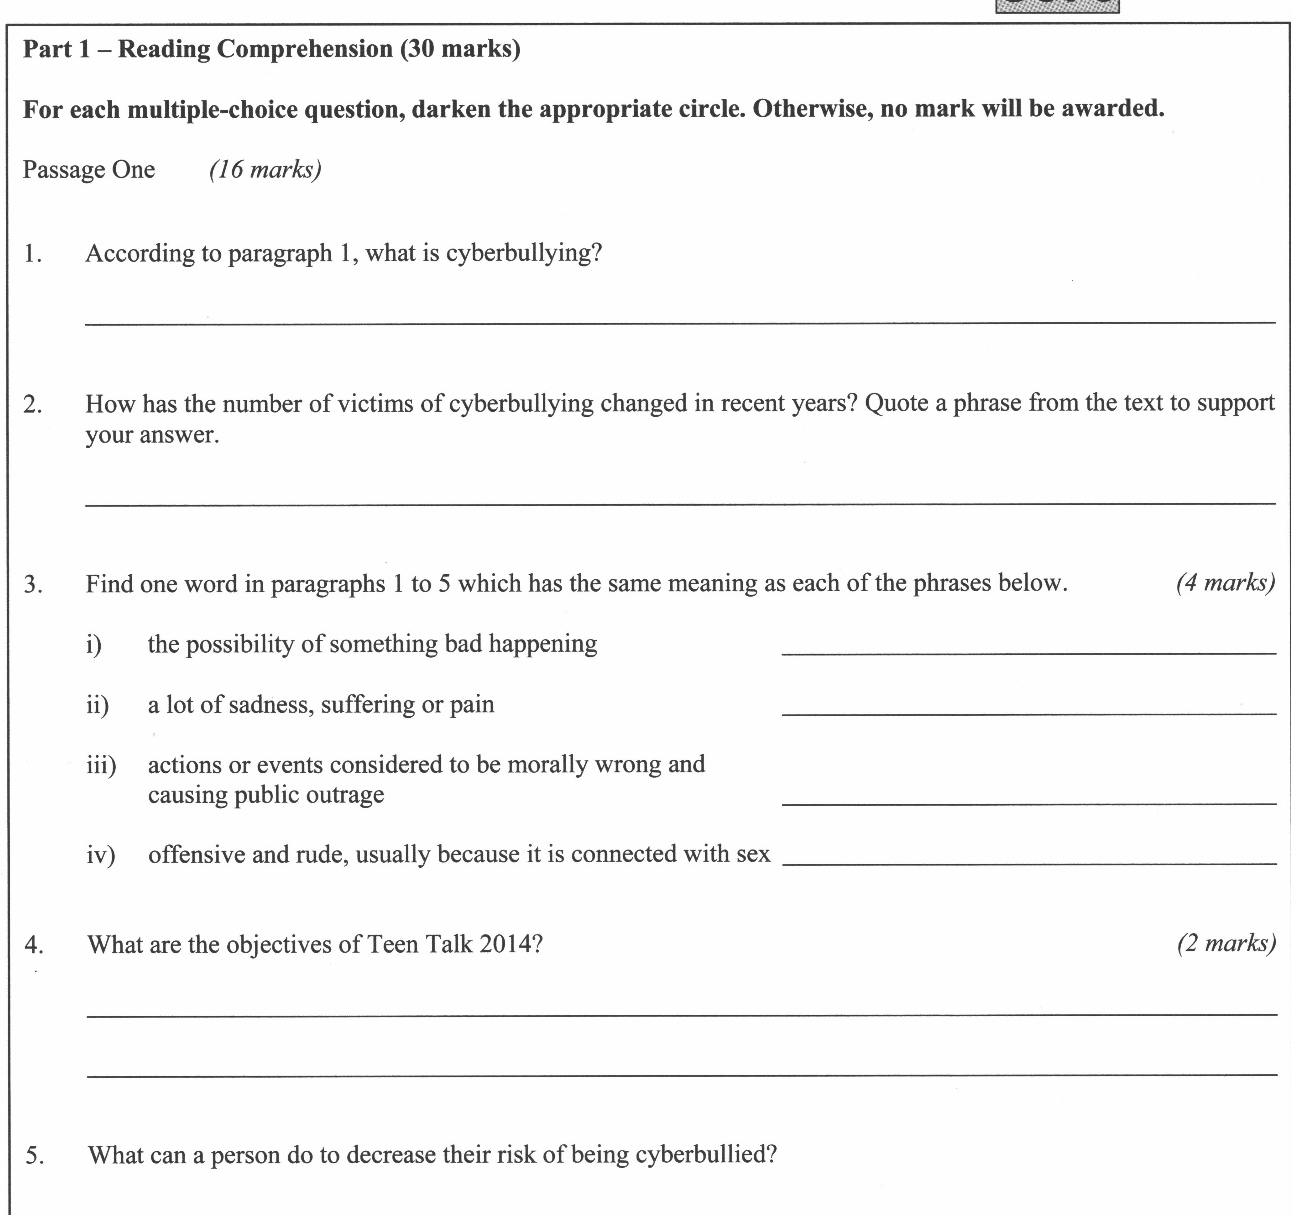 Part 1 – Reading Comprehension (30 marks)
For each multiple-choice question, darken the appropriate circle. Otherwise, no mark will be awarded.
Passage One (16 marks)
1. According to paragraph 1, what is cyberbullying?
2. How has the number of victims of cyberbullying changed in recent years? Quote a phrase from the text to support
your answer.
3. Find one word in paragraphs 1 to 5 which has the same meaning as each of the phrases below. (4 marks)
i) the possibility of something bad happening
ii) a lot of sadness, suffering or pain
iii) actions or events considered to be morally wrong and
causing public outrage
iv) offensive and rude, usually because it is connected with sex
4. What are the objectives of Teen Talk 2014? (2 marks)
5. What can a person do to decrease their risk of being cyberbullied?